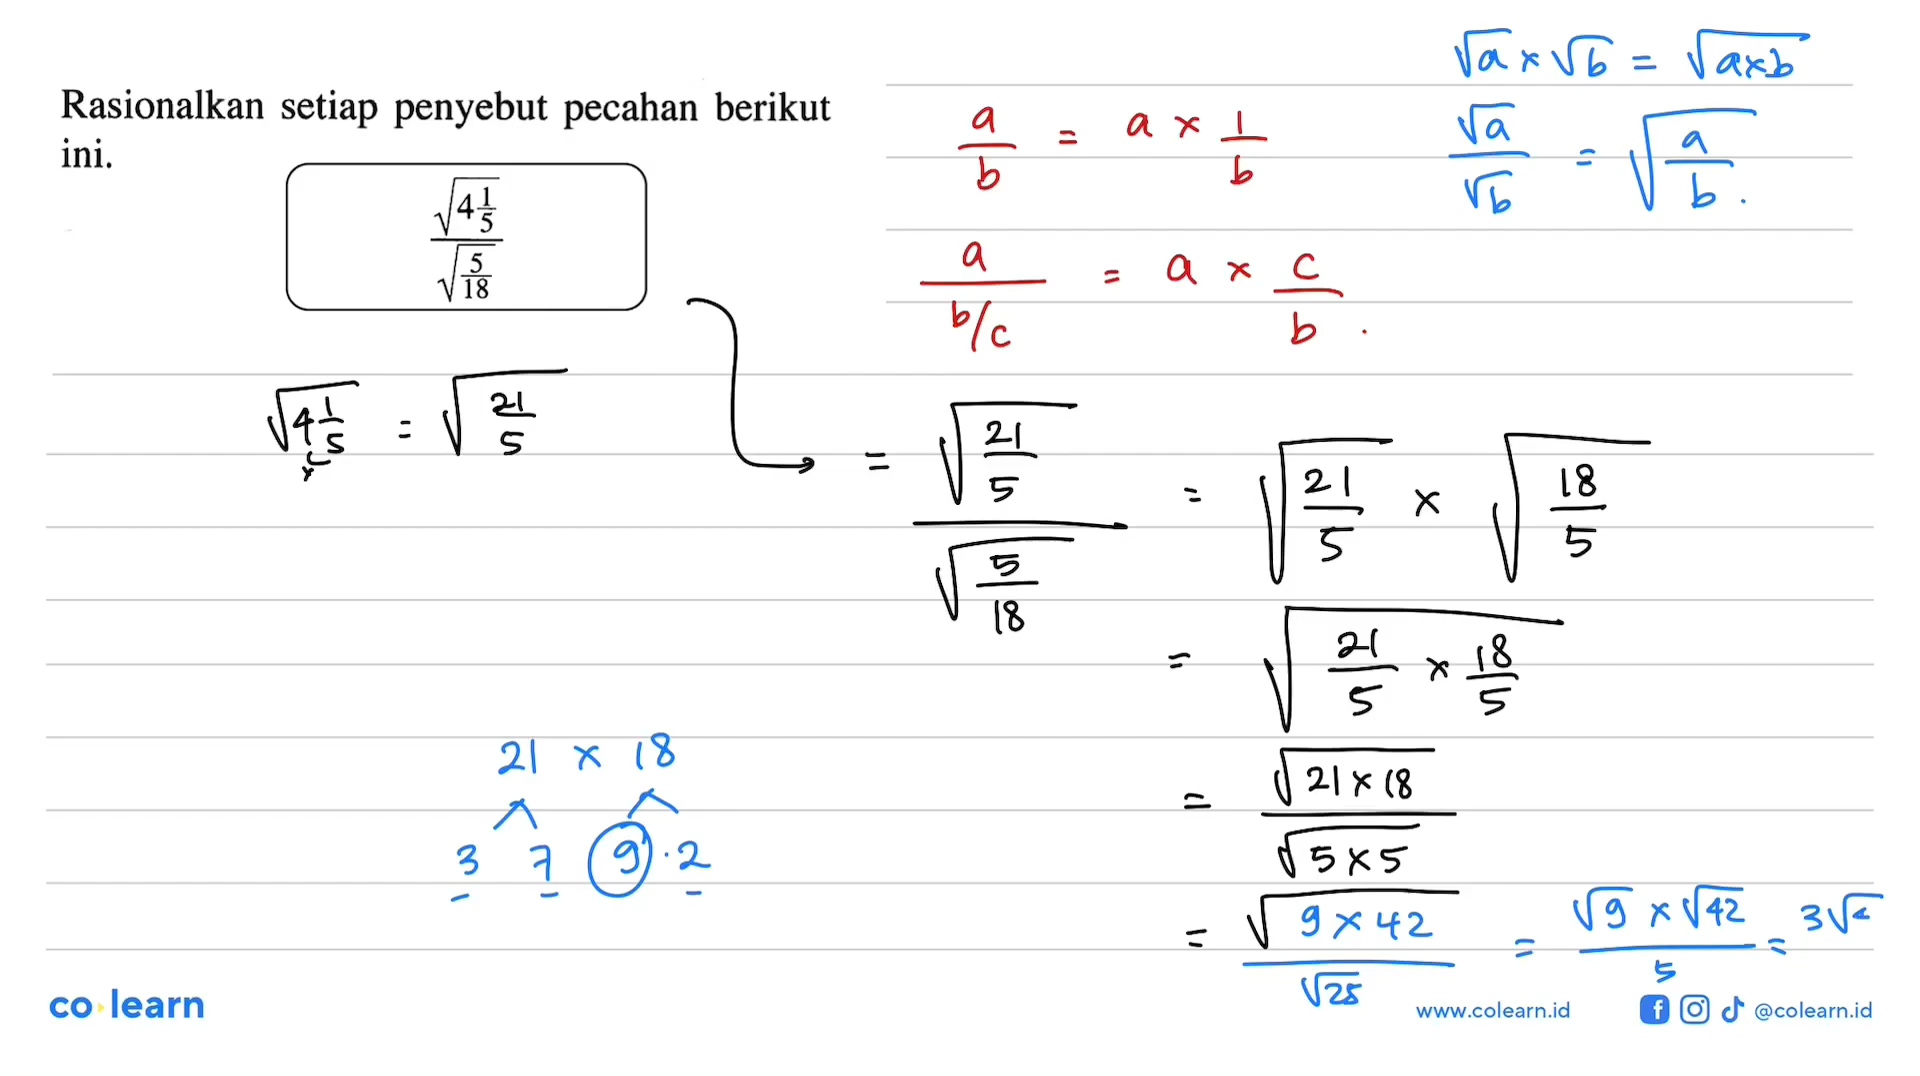 Rasionalkan setiap penyebut pecahan berikut
ini.
√(4 1/5) / √(5/18)
√a × √b = √(a×b)
a/b = a × 1/b
√a/√b = √(a/b).
a/(b/c) = a × c/b.
√(4 1/5) = √(21/5)
×
= √(21/5) / √(5/18) = √(21/5) × √(18/5)
= √(21/5 × 18/5)
= √(21×18) / √(5×5)
21 × 18
3 7 9 · 2
= √(9×42) / √25 = (√9 × √42) / 5 = 3√
co learn
www.colearn.id
@colearn.id